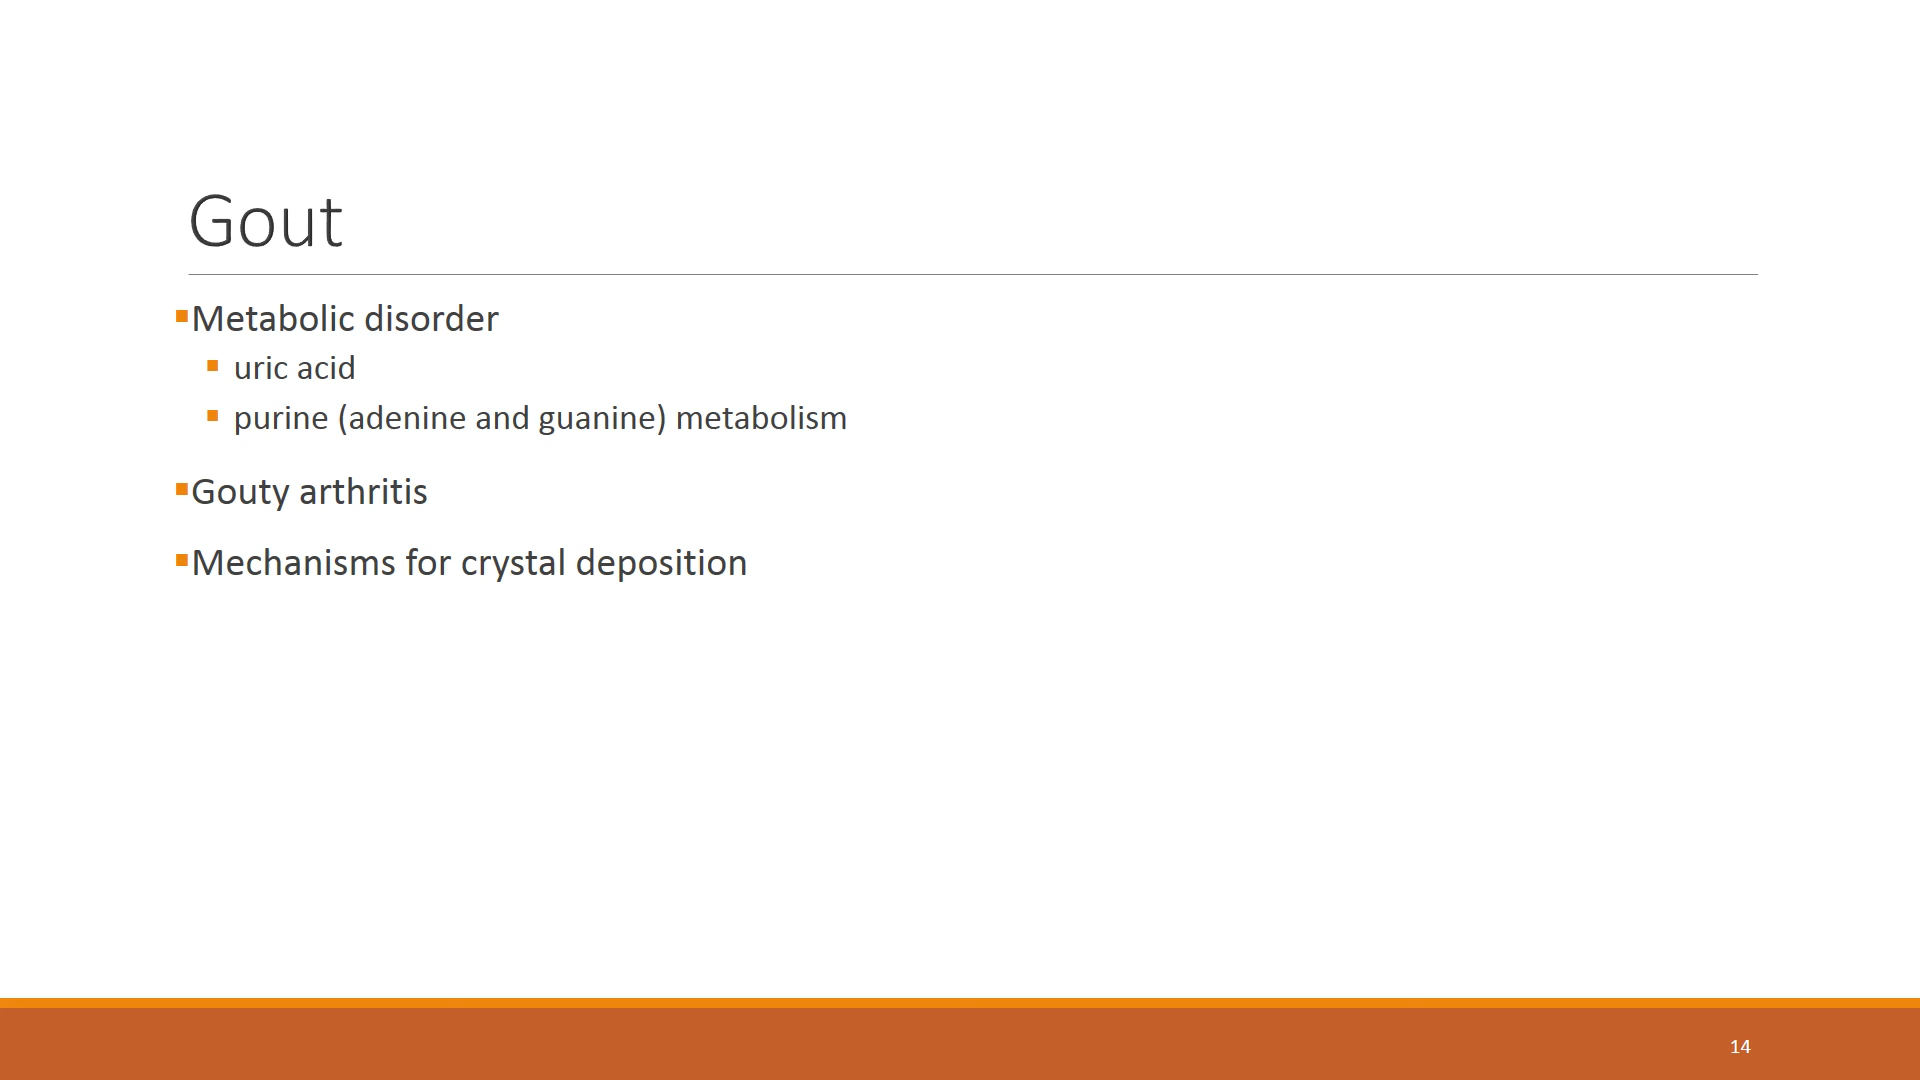 Gout
Metabolic disorder
uric acid
purine (adenine and guanine) metabolism
Gouty arthritis
Mechanisms for crystal deposition
14